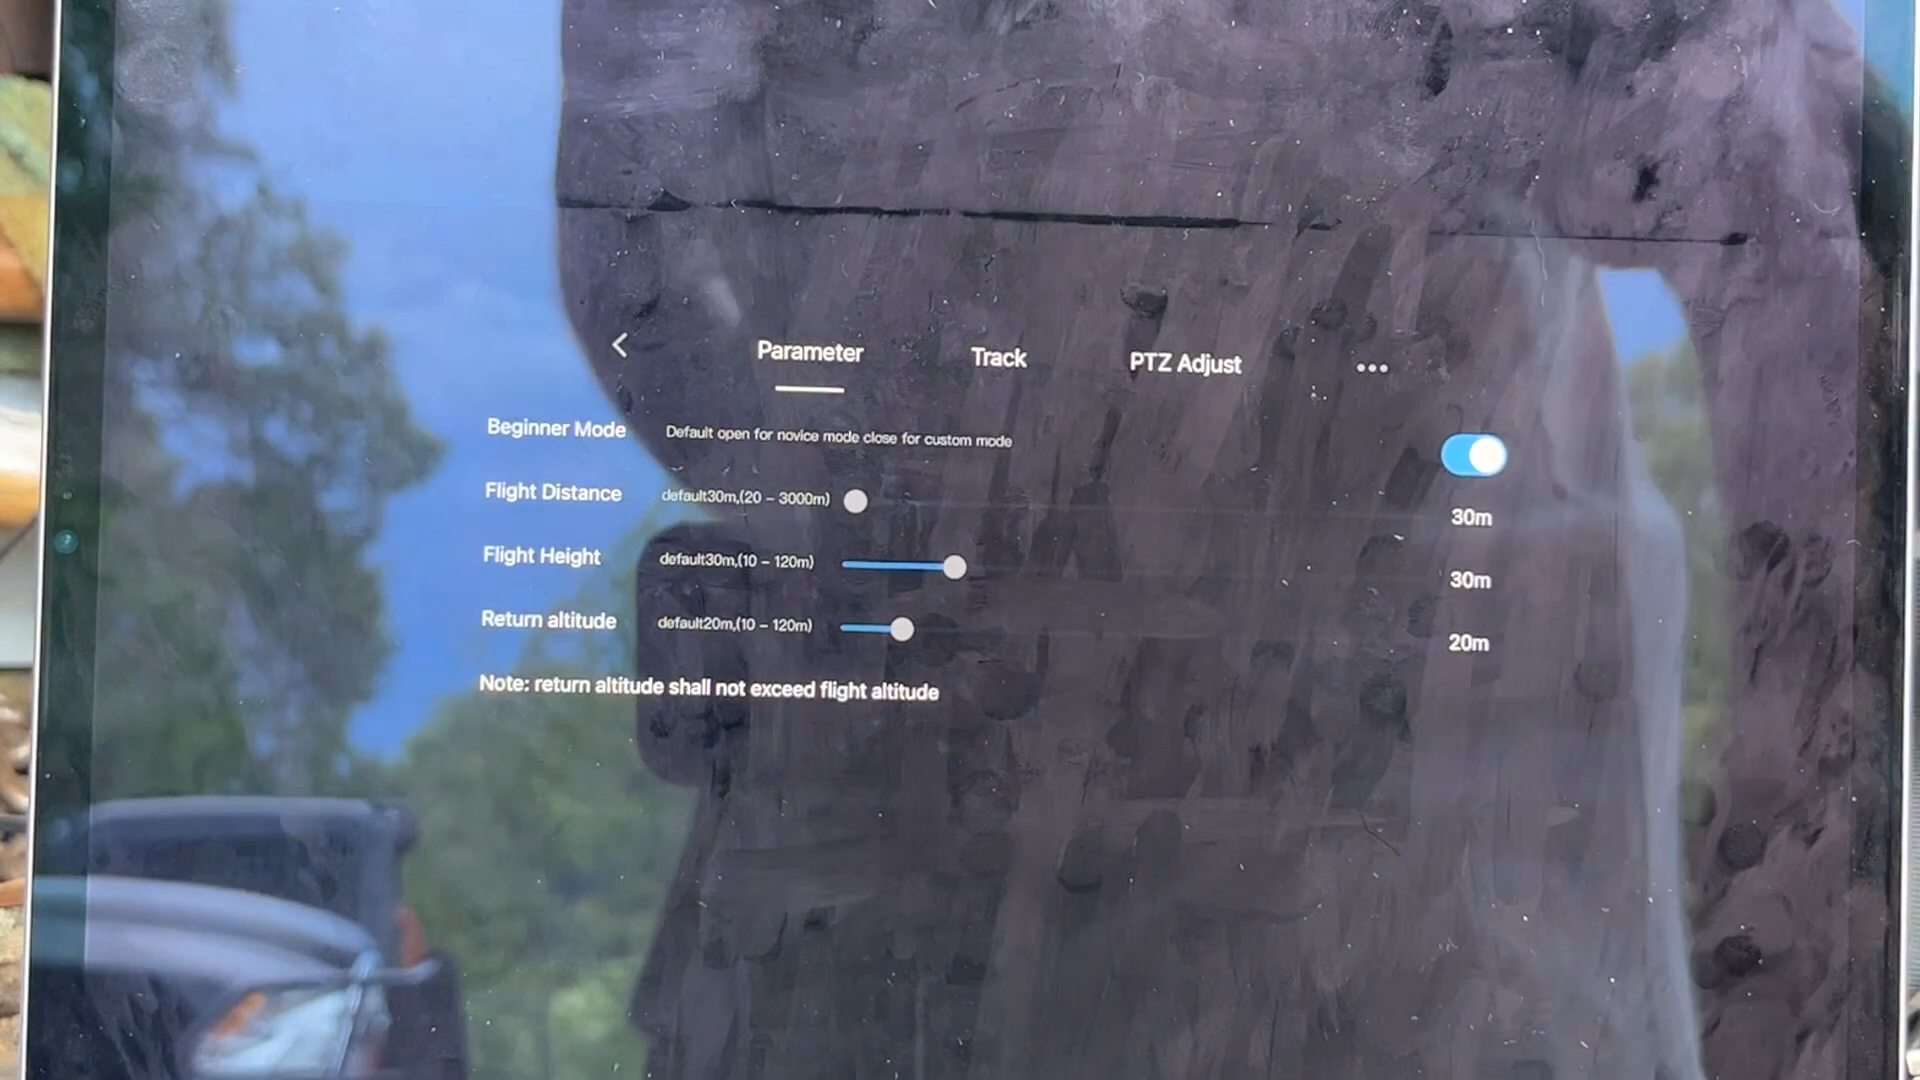 Parameter Track PTZ Adjust
Beginner Mode Default open for novice mode close for custom mode
Flight Distance default30m,(20 – 3000m) 30m
Flight Height default30m,(10 – 120m) 30m
Return altitude default20m,(10 – 120m) 20m
Note: return altitude shall not exceed flight altitude